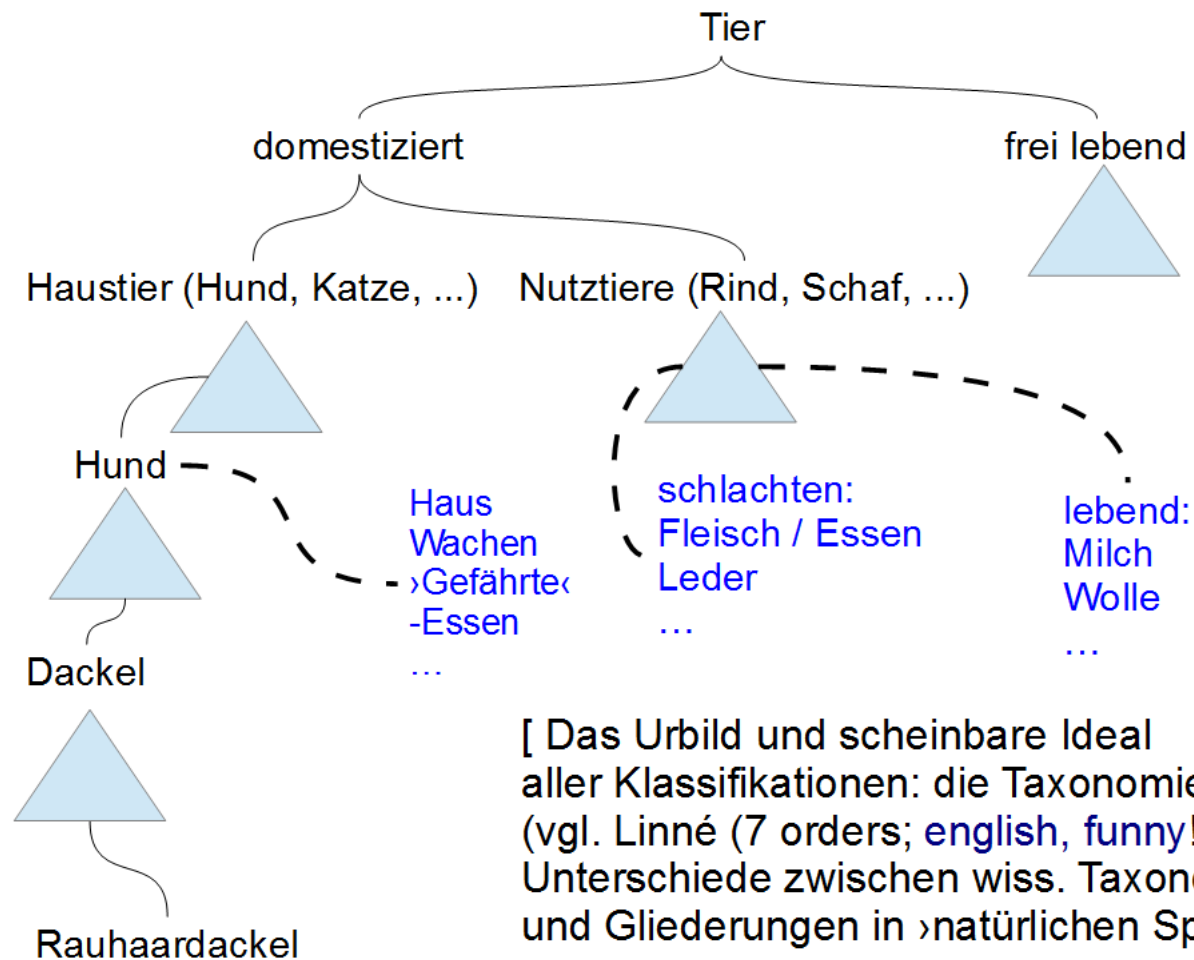 Tier
domestiziert
frei lebend
Haustier (Hund, Katze, ...)
Nutztiere (Rind, Schaf, ...)
Hund
Haus
Wachen
›Gefährte‹
-Essen
...
schlachten:
Fleisch / Essen
Leder
...
lebend:
Milch
Wolle
...
Dackel
Rauhaardackel
[ Das Urbild und scheinbare Ideal
aller Klassifikationen: die Taxonomie
(vgl. Linné (7 orders; english, funny!
Unterschiede zwischen wiss.
und Gliederungen in ›natürlichen